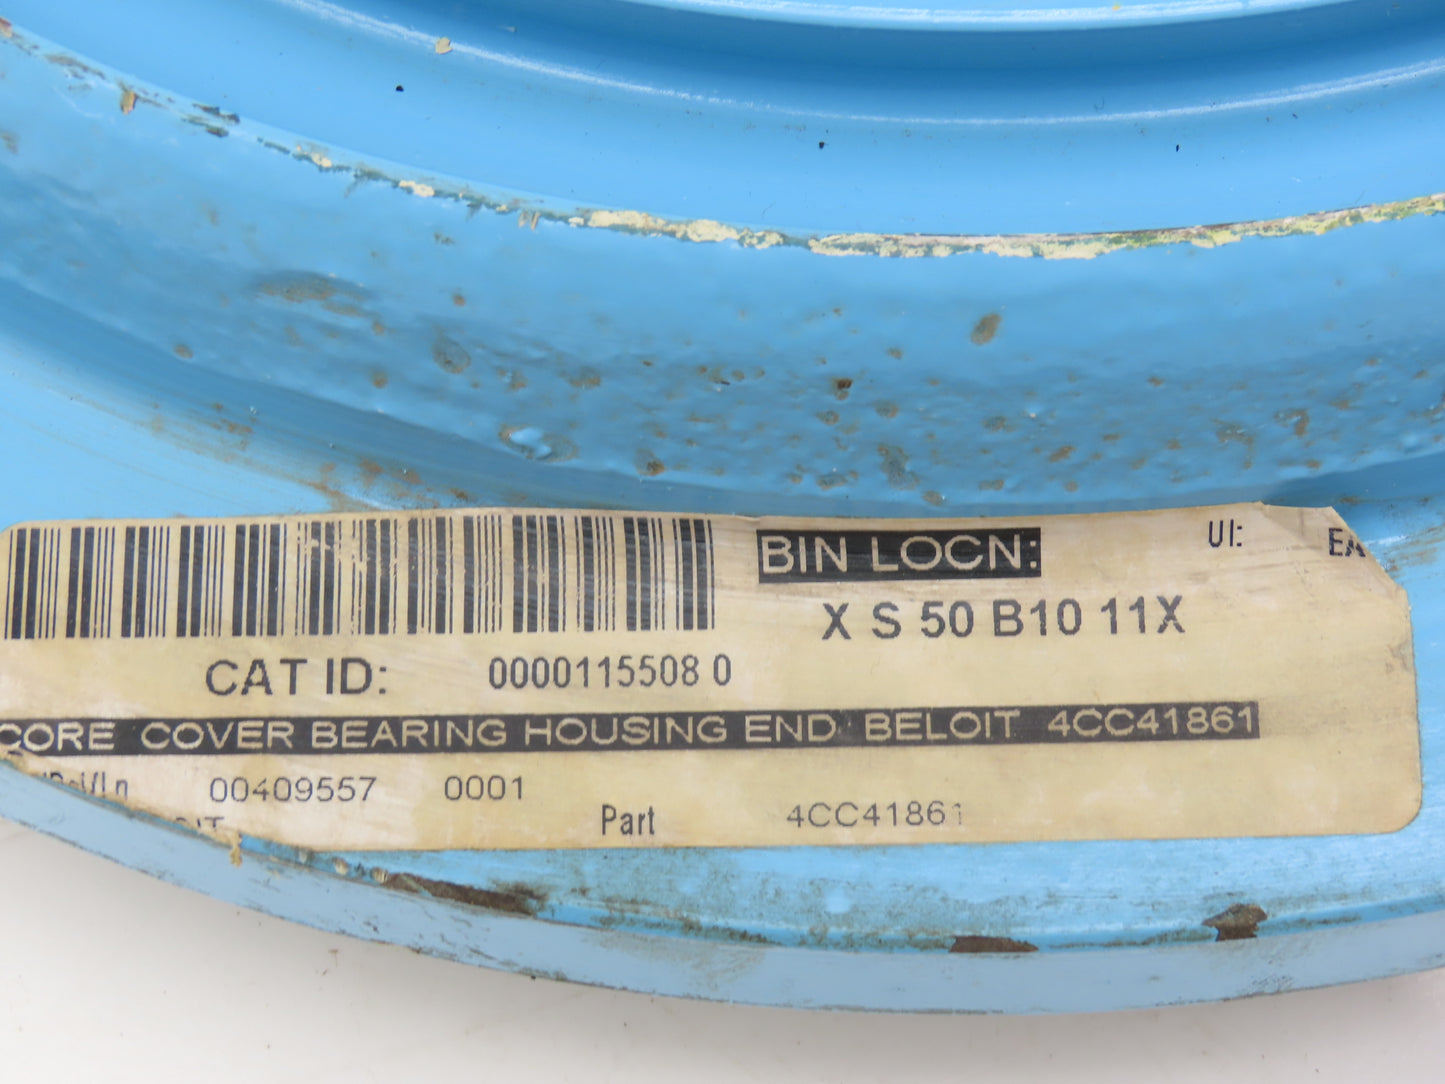 BIN LOCN:
UI: EA
X S 50 B10 11X
CAT ID: 0000115508 0
CORE COVER BEARING HOUSING END BELOIT 4CC41861
00409557 0001
Part 4CC41861